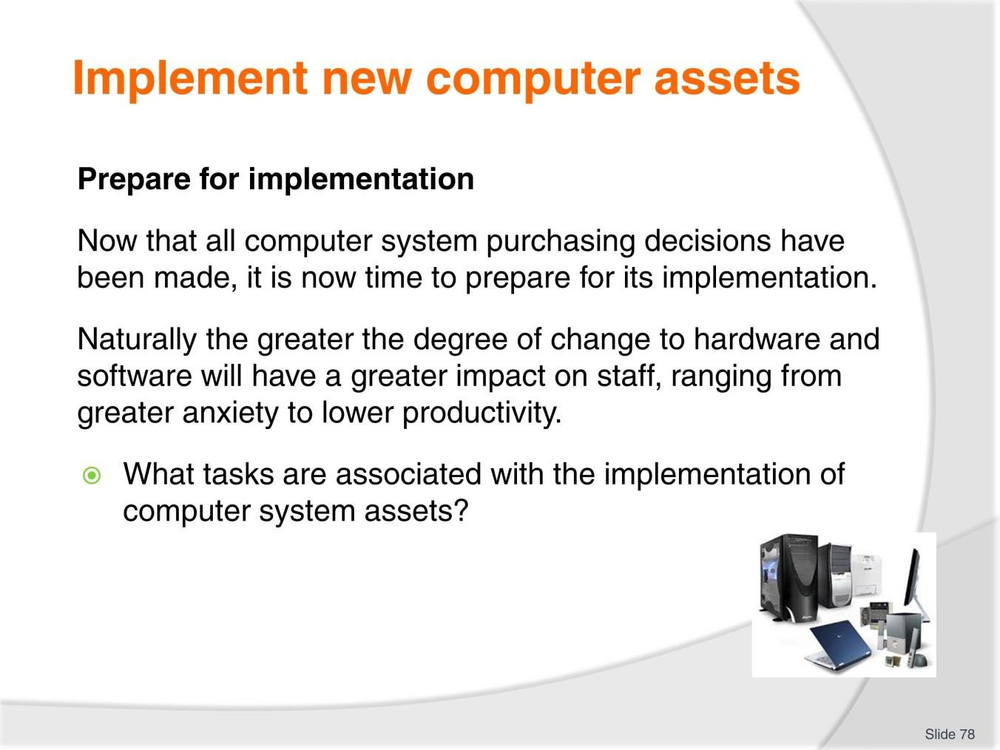 Implement new computer assets
Prepare for implementation
Now that all computer system purchasing decisions have
been made, it is now time to prepare for its implementation.
Naturally the greater the degree of change to hardware and
software will have a greater impact on staff, ranging from
greater anxiety to lower productivity.
What tasks are associated with the implementation of
computer system assets?
Slide 78